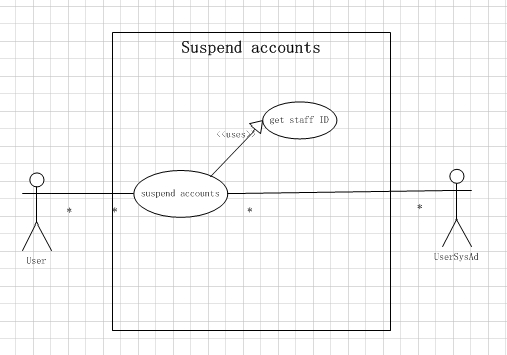 Suspend accounts
get staff ID
<<uses>>
suspend accounts
* * * *
User
UserSysAd